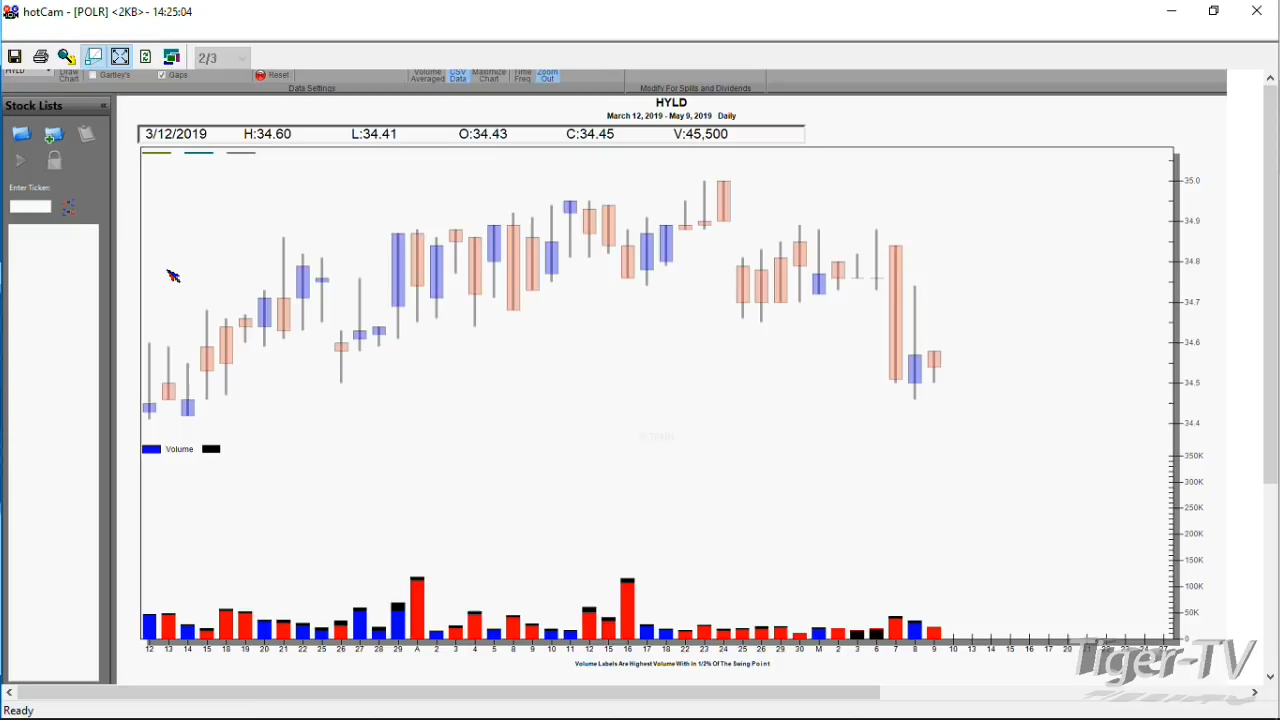 hotCam - [POLR] <2KB> - 14:25:04
2/3
HYLD
Draw Chart
Gartley's
Gaps
Reset
Volume Averaged
CSV Data
Maximize Chart
Time Freq
Zoom Out
Data Settings
Modify For Splits and Dividends
Stock Lists
HYLD
March 12, 2019 - May 9, 2019 Daily
3/12/2019 H:34.60 L:34.41 O:34.43 C:34.45 V:45,500
Enter Ticker:
35.0
34.9
34.8
34.7
34.6
34.5
34.4
Volume
350K
300K
250K
200K
150K
100K
50K
0
12 13 14 15 18 19 20 21 22 25 26 27 28 29 A 2 3 4 5 8 9 10 11 12 15 16 17 18 22 23 24 25 26 29 30 M 2 3 6 7 8 9 10 13 14 15 16 17 20
Volume Labels Are Highest Volume With In 1/2% Of The Swing Point
Tiger-TV
Ready